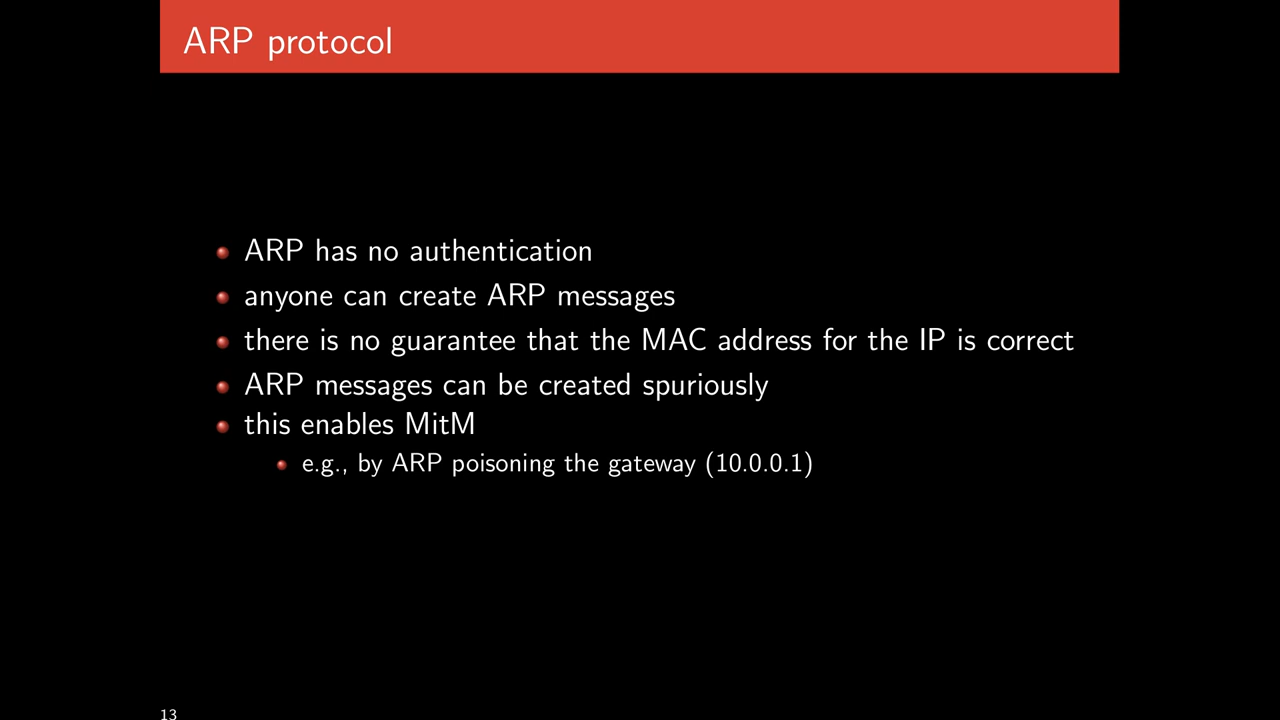 ARP protocol
ARP has no authentication
anyone can create ARP messages
there is no guarantee that the MAC address for the IP is correct
ARP messages can be created spuriously
this enables MitM
e.g., by ARP poisoning the gateway (10.0.0.1)
13